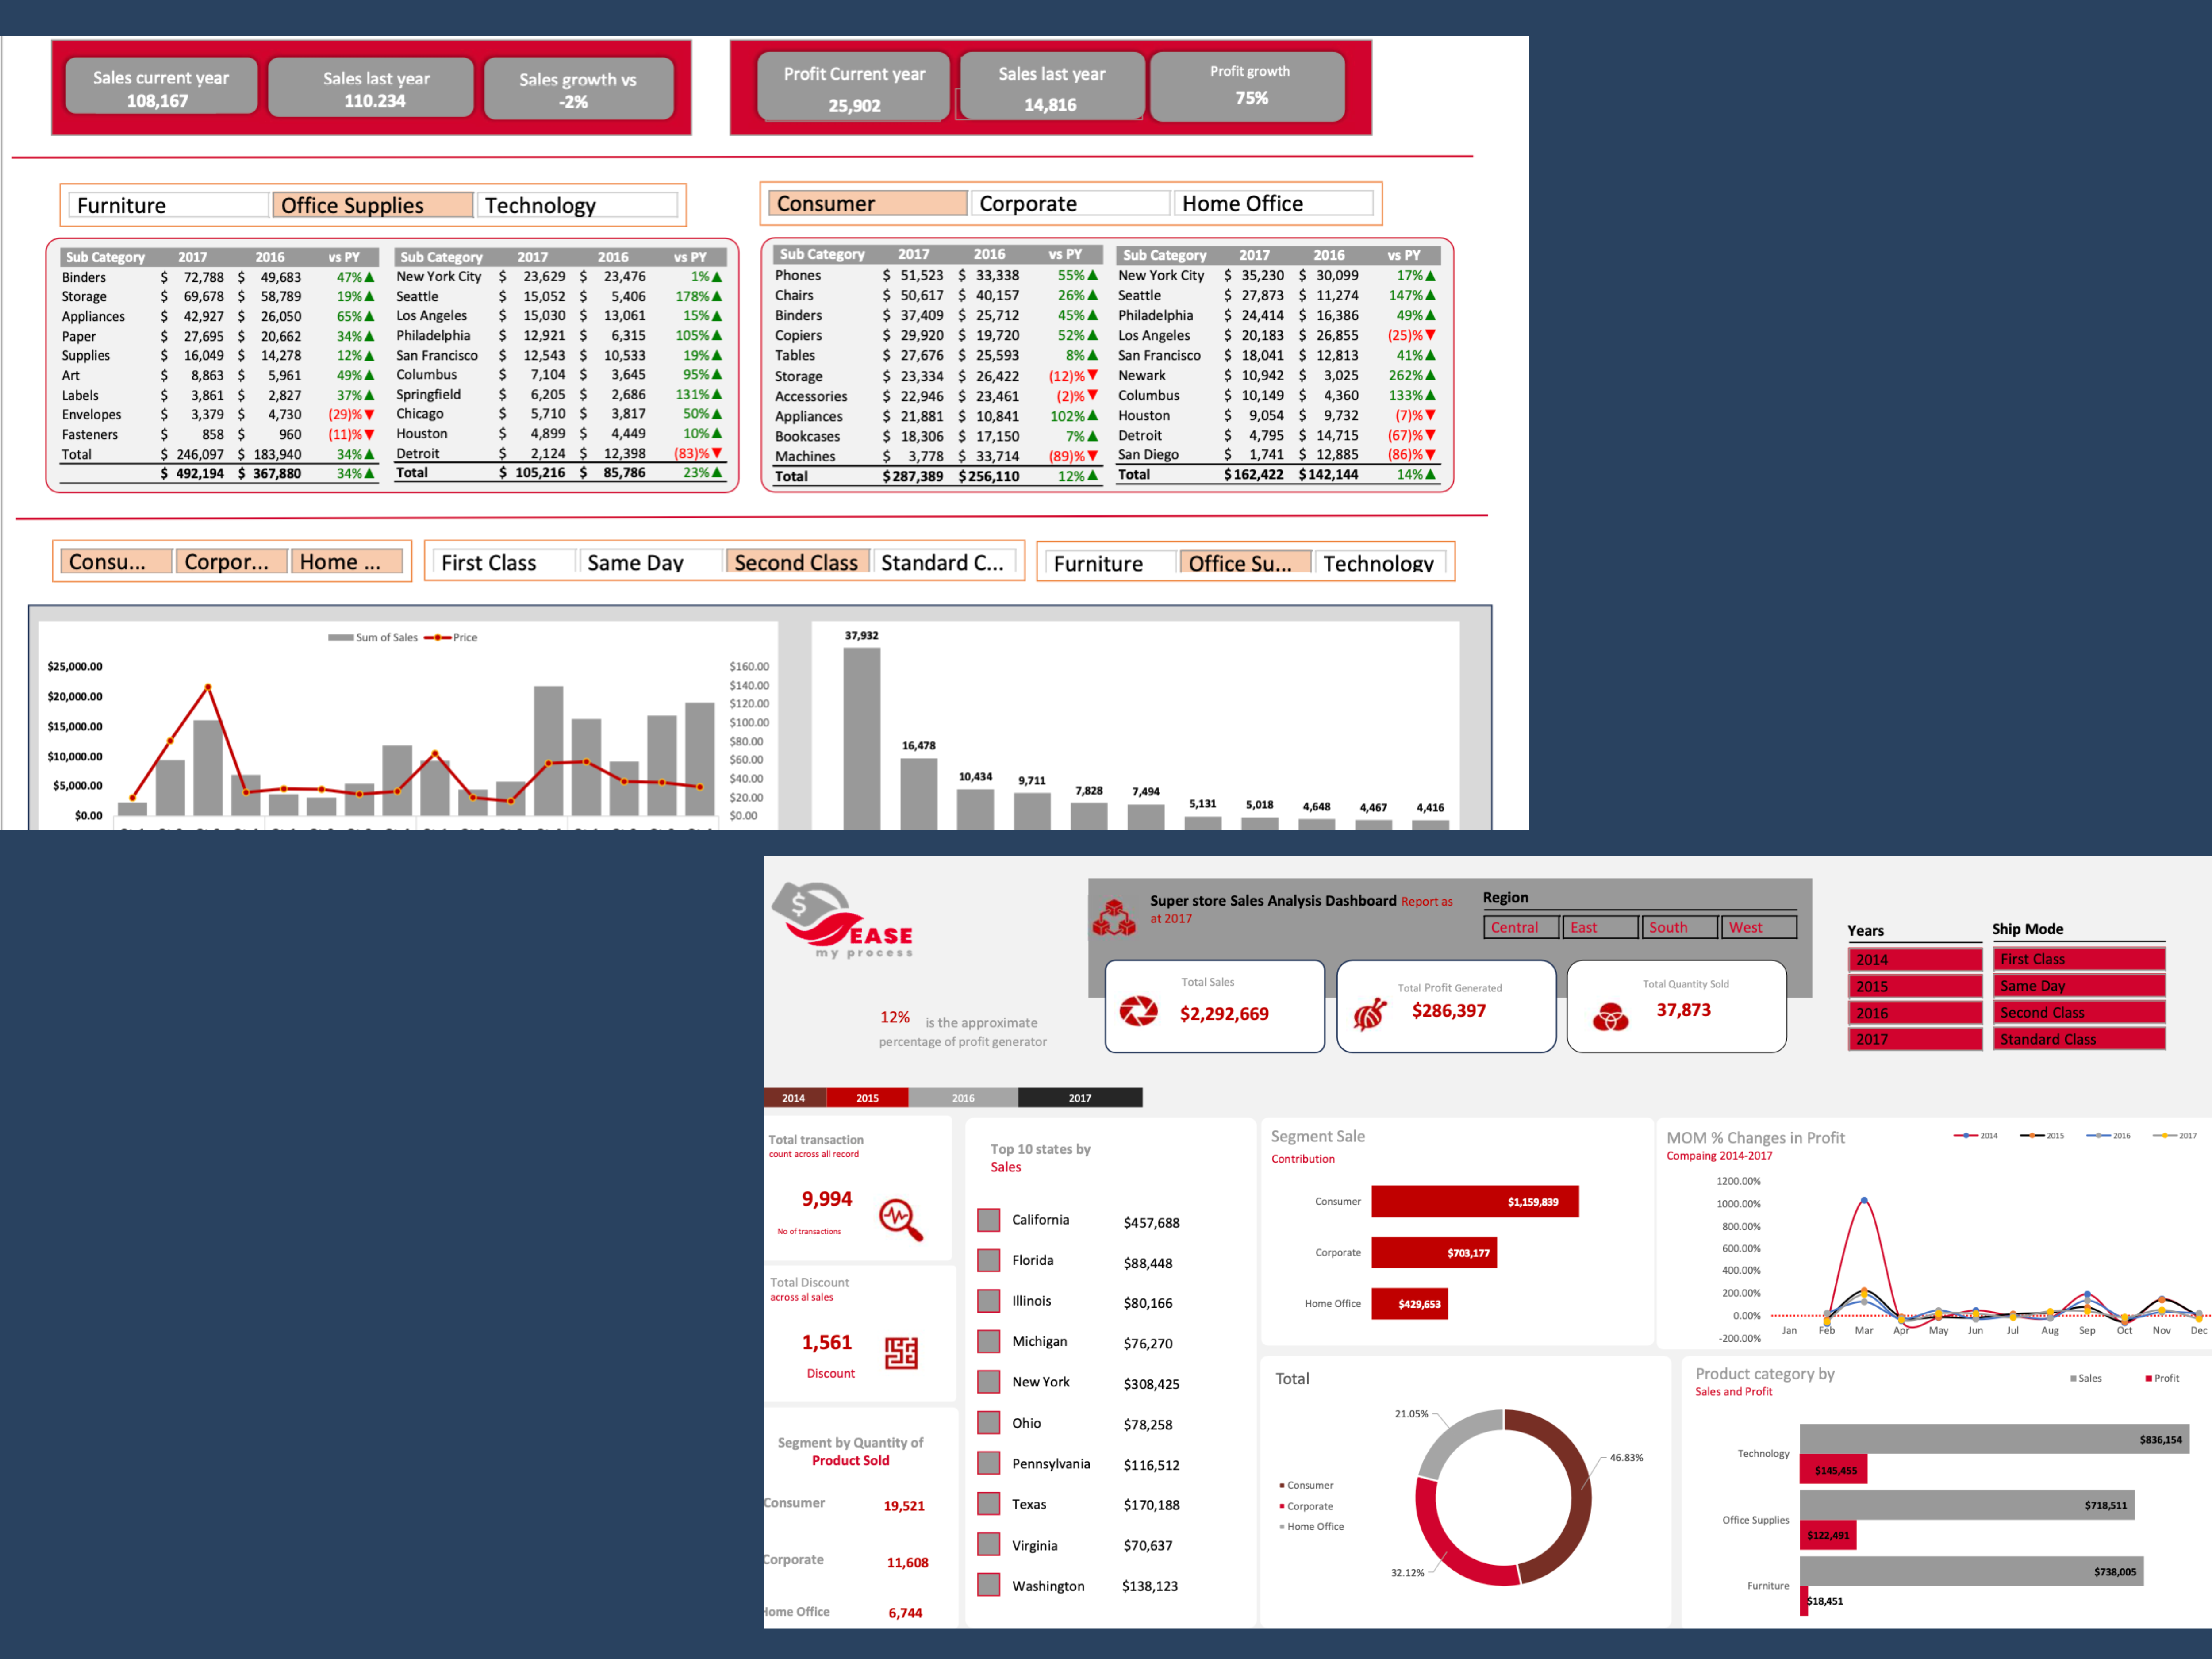 Sales current year
108,167
Sales last year
110.234
Sales growth vs
-2%
Profit Current year
25,902
Sales last year
14,816
Profit growth
75%
Furniture Office Supplies Technology
Consumer Corporate Home Office
Sub Category 2017 2016 vs PY
Binders $ 72,788 $ 49,683 47%▲
Storage $ 69,678 $ 58,789 19%▲
Appliances $ 42,927 $ 26,050 65%▲
Paper $ 27,695 $ 20,662 34%▲
Supplies $ 16,049 $ 14,278 12%▲
Art $ 8,863 $ 5,961 49%▲
Labels $ 3,861 $ 2,827 37%▲
Envelopes $ 3,379 $ 4,730 (29)%▼
Fasteners $ 858 $ 960 (11)%▼
Total $ 246,097 $ 183,940 34%▲
$ 492,194 $ 367,880 34%▲
Sub Category 2017 2016 vs PY
New York City $ 23,629 $ 23,476 1%▲
Seattle $ 15,052 $ 5,406 178%▲
Los Angeles $ 15,030 $ 13,061 15%▲
Philadelphia $ 12,921 $ 6,315 105%▲
San Francisco $ 12,543 $ 10,533 19%▲
Columbus $ 7,104 $ 3,645 95%▲
Springfield $ 6,205 $ 2,686 131%▲
Chicago $ 5,710 $ 3,817 50%▲
Houston $ 4,899 $ 4,449 10%▲
Detroit $ 2,124 $ 12,398 (83)%▼
Total $ 105,216 $ 85,786 23%▲
Sub Category 2017 2016 vs PY
Phones $ 51,523 $ 33,338 55%▲
Chairs $ 50,617 $ 40,157 26%▲
Binders $ 37,409 $ 25,712 45%▲
Copiers $ 29,920 $ 19,720 52%▲
Tables $ 27,676 $ 25,593 8%▲
Storage $ 23,334 $ 26,422 (12)%▼
Accessories $ 22,946 $ 23,461 (2)%▼
Appliances $ 21,881 $ 10,841 102%▲
Bookcases $ 18,306 $ 17,150 7%▲
Machines $ 3,778 $ 33,714 (89)%▼
Total $287,389 $256,110 12%▲
Sub Category 2017 2016 vs PY
New York City $ 35,230 $ 30,099 17%▲
Seattle $ 27,873 $ 11,274 147%▲
Philadelphia $ 24,414 $ 16,386 49%▲
Los Angeles $ 20,183 $ 26,855 (25)%▼
San Francisco $ 18,041 $ 12,813 41%▲
Newark $ 10,942 $ 3,025 262%▲
Columbus $ 10,149 $ 4,360 133%▲
Houston $ 9,054 $ 9,732 (7)%▼
Detroit $ 4,795 $ 14,715 (67)%▼
San Diego $ 1,741 $ 12,885 (86)%▼
Total $162,422 $142,144 14%▲
Consu... Corpor... Home ...
First Class Same Day Second Class Standard C...
Furniture Office Su... Technology
Sum of Sales Price
$25,000.00
$20,000.00
$15,000.00
$10,000.00
$5,000.00
$0.00
$160.00
$140.00
$120.00
$100.00
$80.00
$60.00
$40.00
$20.00
$0.00
37,932
16,478
10,434
9,711
7,828
7,494
5,131
5,018
4,648
4,467
4,416
$
EASE
my process
12% is the approximate
percentage of profit generator
Super store Sales Analysis Dashboard Report as
at 2017
Region
Central East South West
Total Sales
$2,292,669
Total Profit Generated
$286,397
Total Quantity Sold
37,873
Years
2014
2015
2016
2017
Ship Mode
First Class
Same Day
Second Class
Standard Class
2014 2015 2016 2017
Total transaction
count across all record
9,994
No of transactions
Total Discount
across al sales
1,561
Discount
Segment by Quantity of
Product Sold
Consumer 19,521
Corporate 11,608
Home Office 6,744
Top 10 states by
Sales
California $457,688
Florida $88,448
Illinois $80,166
Michigan $76,270
New York $308,425
Ohio $78,258
Pennsylvania $116,512
Texas $170,188
Virginia $70,637
Washington $138,123
Segment Sale
Contribution
Consumer $1,159,839
Corporate $703,177
Home Office $429,653
MOM % Changes in Profit
Compaing 2014-2017
2014 2015 2016 2017
1200.00%
1000.00%
800.00%
600.00%
400.00%
200.00%
0.00%
-200.00%
Jan Feb Mar Apr May Jun Jul Aug Sep Oct Nov Dec
Total
Consumer
Corporate
Home Office
21.05%
46.83%
32.12%
Product category by
Sales and Profit
Sales Profit
Technology $836,154
$145,455
Office Supplies $718,511
$122,491
Furniture $738,005
$18,451